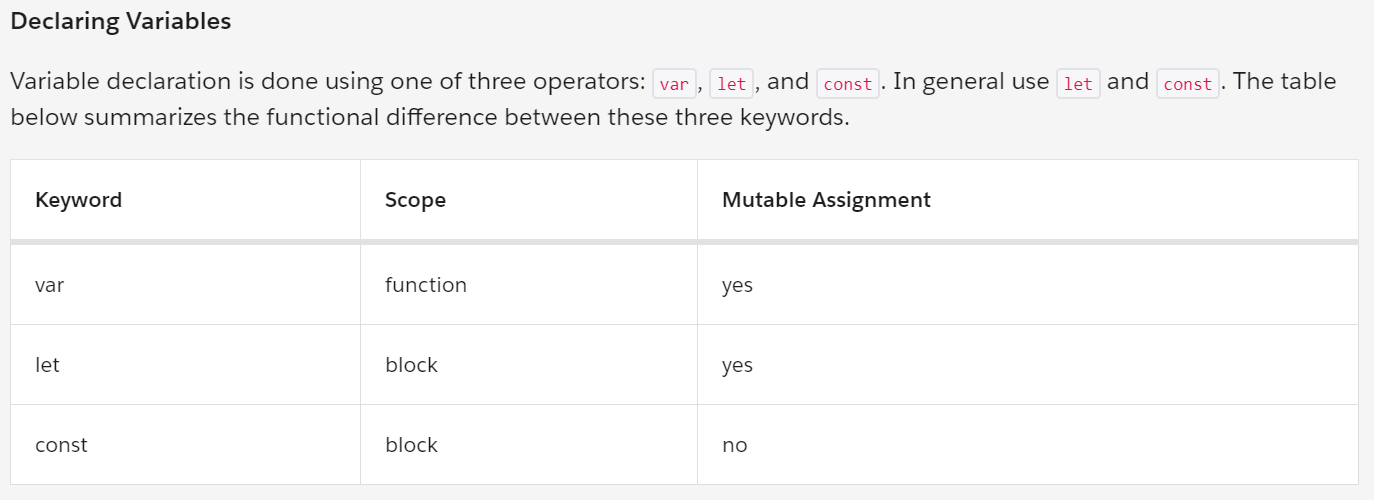 Declaring Variables
Variable declaration is done using one of three operators: var, let, and const. In general use let and const. The table
below summarizes the functional difference between these three keywords.
Keyword Scope Mutable Assignment
var function yes
let block yes
const block no